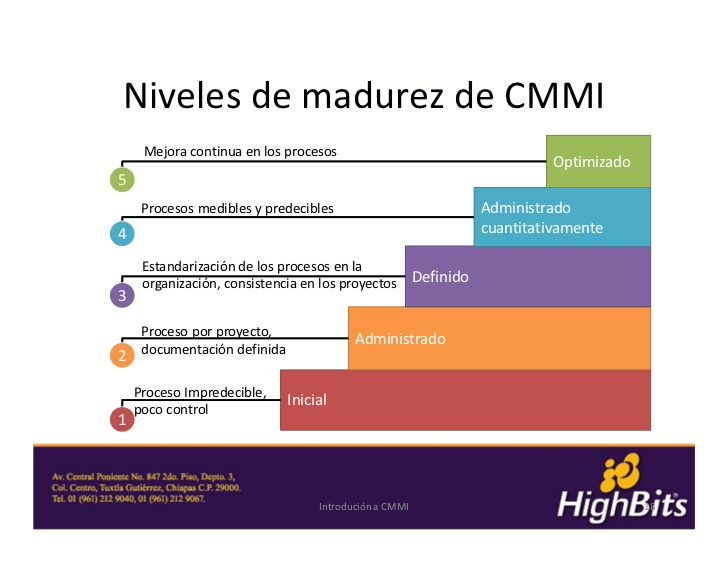 Niveles de madurez de CMMI
Mejora continua en los procesos
5
Optimizado
Procesos medibles y predecibles
4
Administrado
cuantitativamente
Estandarización de los procesos en la
organización, consistencia en los proyectos
3
Definido
Proceso por proyecto,
documentación definida
2
Administrado
Proceso Impredecible,
poco control
1
Inicial
Av. Central Poniente No. 847 2do. Piso, Depto. 3,
Col. Centro, Tuxtla Gutiérrez, Chiapas C.P. 29000.
Tel. 01 (961) 212 9040, 01 (961) 212 9067.
Introducióna CMMI
HighBits